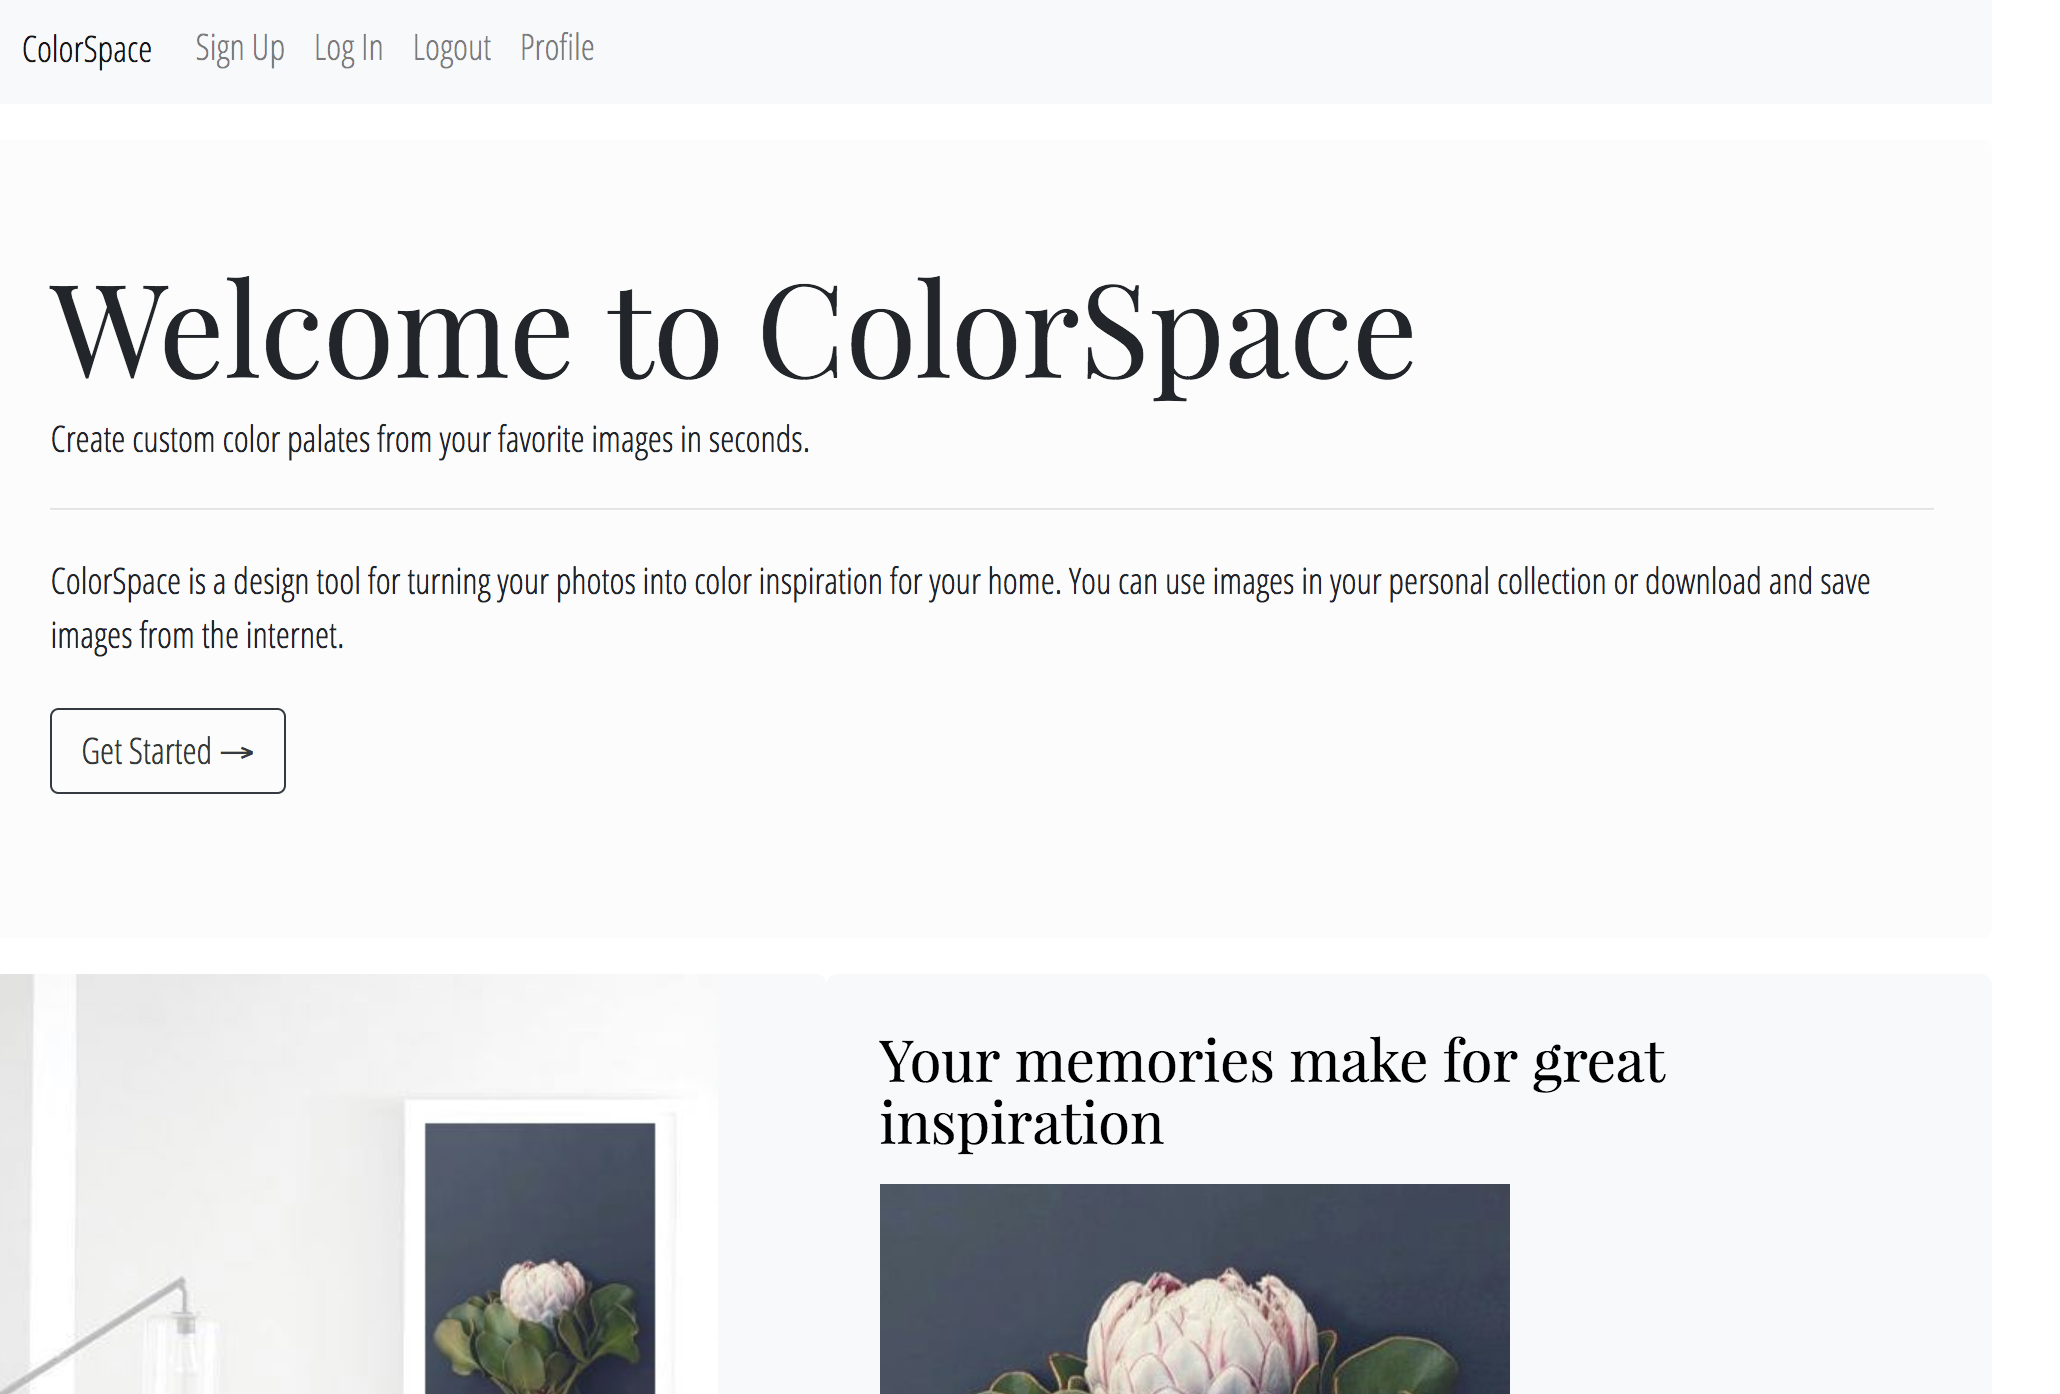 ColorSpace Sign Up Log In Logout Profile
Welcome to ColorSpace
Create custom color palates from your favorite images in seconds.
ColorSpace is a design tool for turning your photos into color inspiration for your home. You can use images in your personal collection or download and save
images from the internet.
Get Started →
Your memories make for great
inspiration